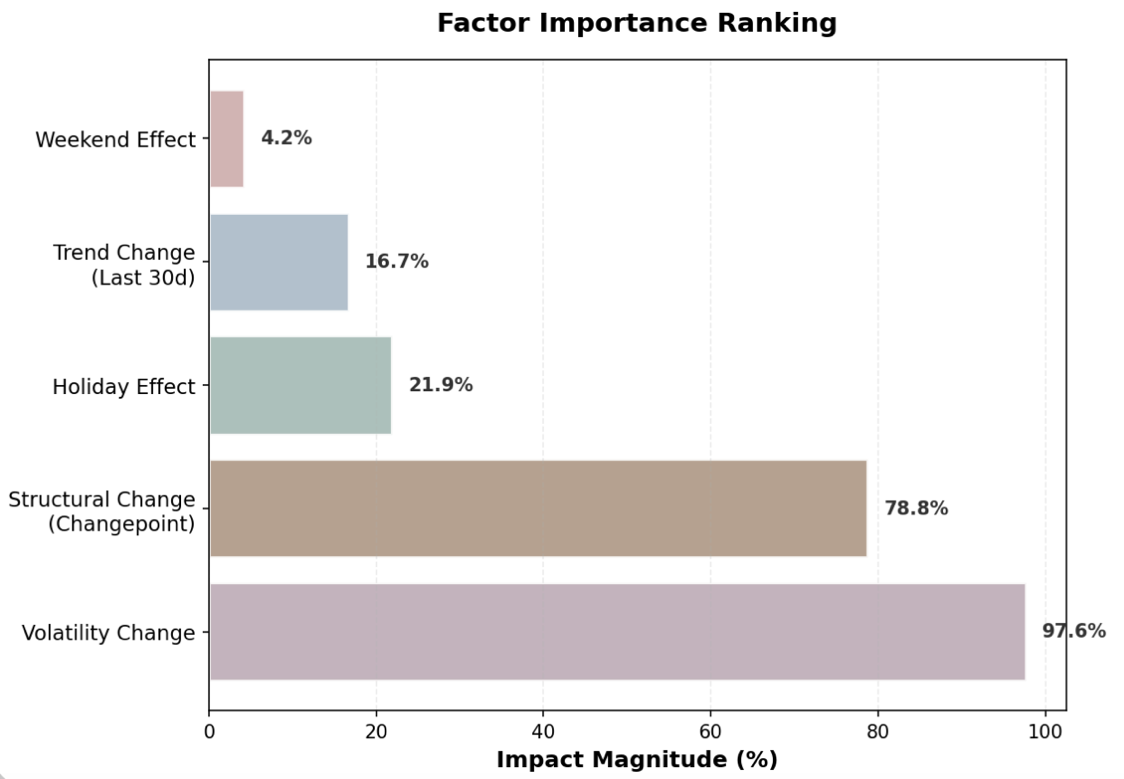 Factor Importance Ranking
Weekend Effect
4.2%
Trend Change
(Last 30d)
16.7%
Holiday Effect
21.9%
Structural Change
(Changepoint)
78.8%
Volatility Change
97.6%
0 20 40 60 80 100
Impact Magnitude (%)